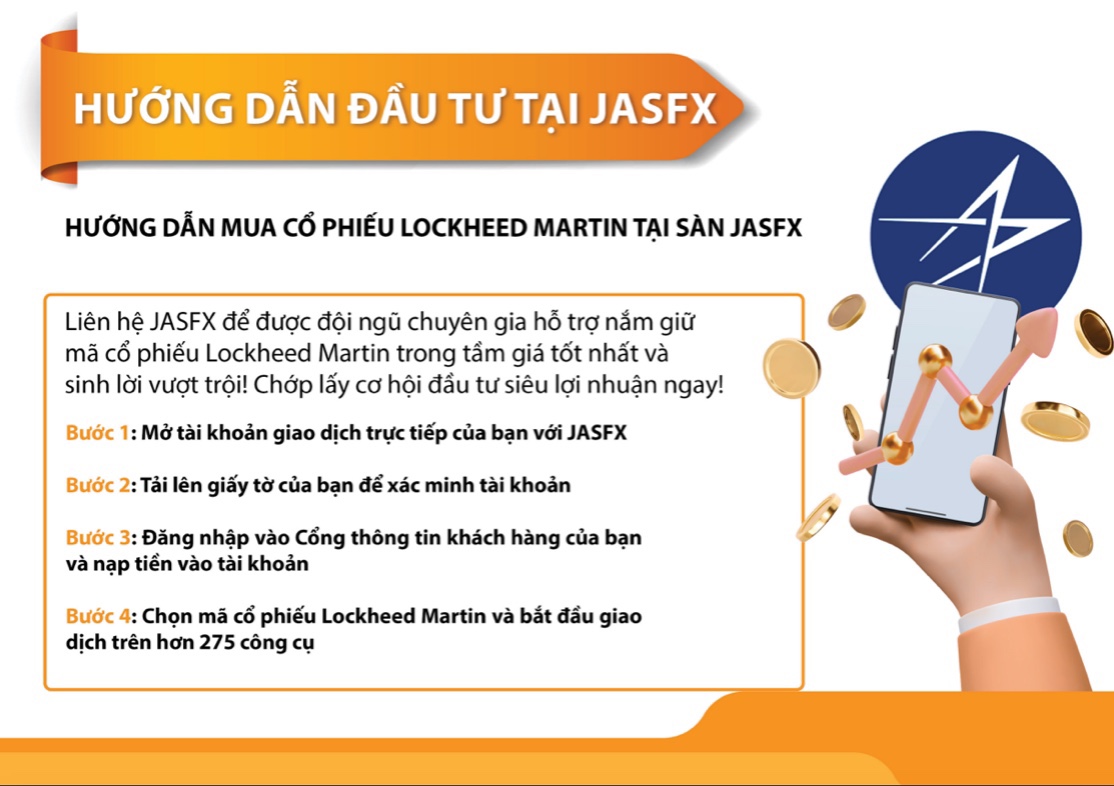 HƯỚNG DẪN ĐẦU TƯ TẠI JASFX
HƯỚNG DẪN MUA CỔ PHIẾU LOCKHEED MARTIN TẠI SÀN JASFX
Liên hệ JASFX để được đội ngũ chuyên gia hỗ trợ nắm giữ
mã cổ phiếu Lockheed Martin trong tầm giá tốt nhất và
sinh lời vượt trội! Chớp lấy cơ hội đầu tư siêu lợi nhuận ngay!
Bước 1: Mở tài khoản giao dịch trực tiếp của bạn với JASFX
Bước 2: Tải lên giấy tờ của bạn để xác minh tài khoản
Bước 3: Đăng nhập vào Cổng thông tin khách hàng của bạn
và nạp tiền vào tài khoản
Bước 4: Chọn mã cổ phiếu Lockheed Martin và bắt đầu giao
dịch trên hơn 275 công cụ